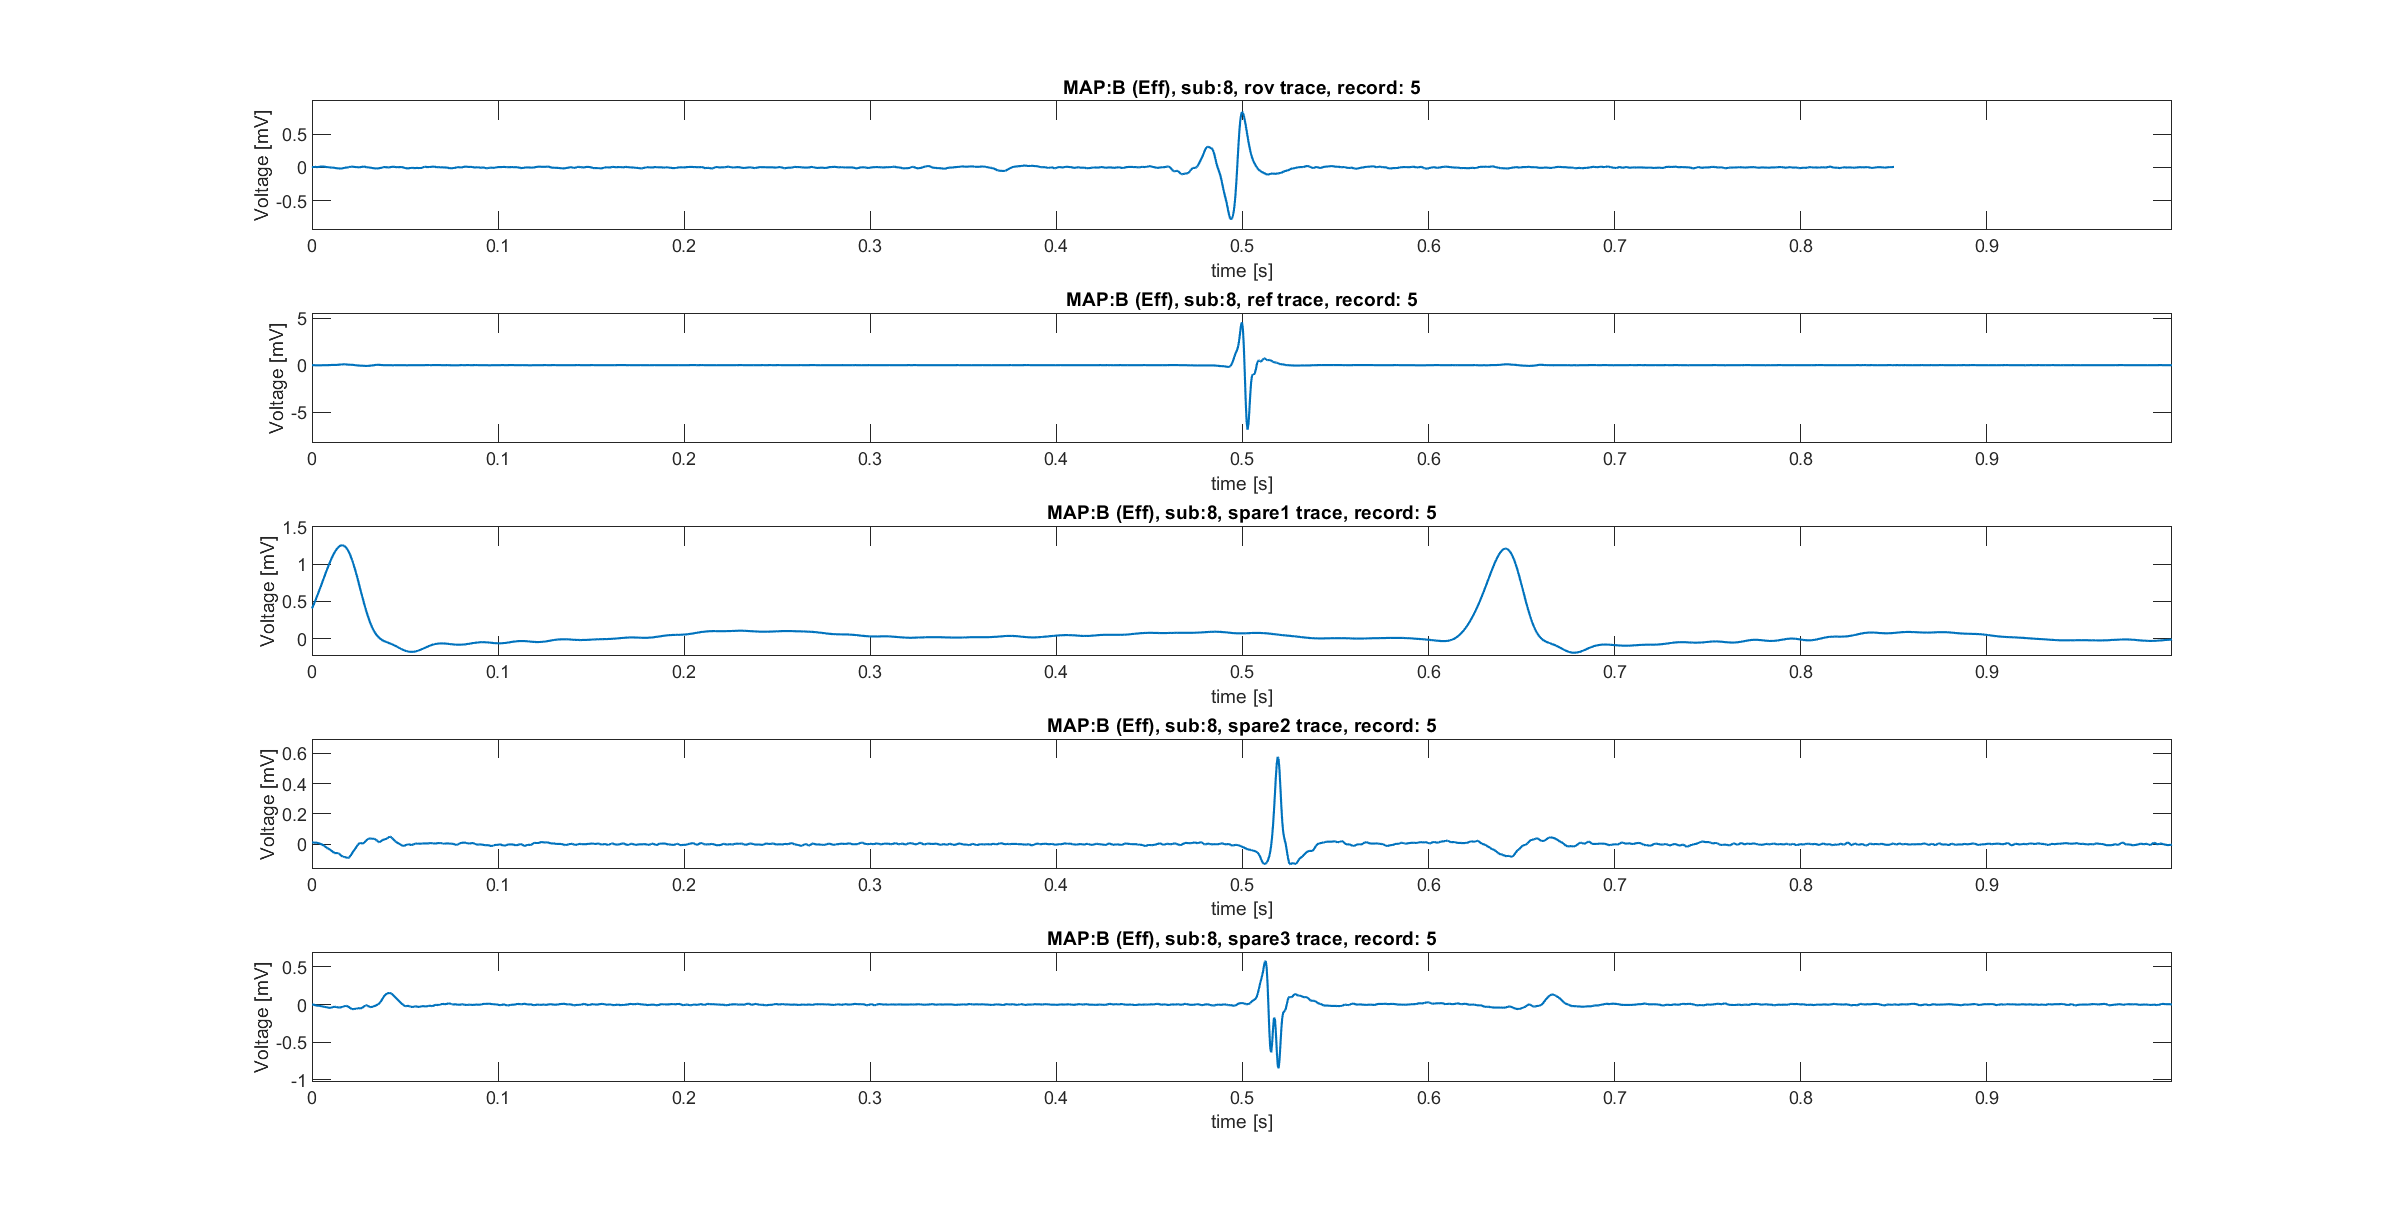 MAP:B (Eff), sub:8, rov trace, record: 5
Voltage [mV]
0.5
0
-0.5
0 0.1 0.2 0.3 0.4 0.5 0.6 0.7 0.8 0.9
time [s]
MAP:B (Eff), sub:8, ref trace, record: 5
Voltage [mV]
5
0
-5
0 0.1 0.2 0.3 0.4 0.5 0.6 0.7 0.8 0.9
time [s]
MAP:B (Eff), sub:8, spare1 trace, record: 5
Voltage [mV]
1.5
1
0.5
0
0 0.1 0.2 0.3 0.4 0.5 0.6 0.7 0.8 0.9
time [s]
MAP:B (Eff), sub:8, spare2 trace, record: 5
Voltage [mV]
0.6
0.4
0.2
0
0 0.1 0.2 0.3 0.4 0.5 0.6 0.7 0.8 0.9
time [s]
MAP:B (Eff), sub:8, spare3 trace, record: 5
Voltage [mV]
0.5
0
-0.5
-1
0 0.1 0.2 0.3 0.4 0.5 0.6 0.7 0.8 0.9
time [s]